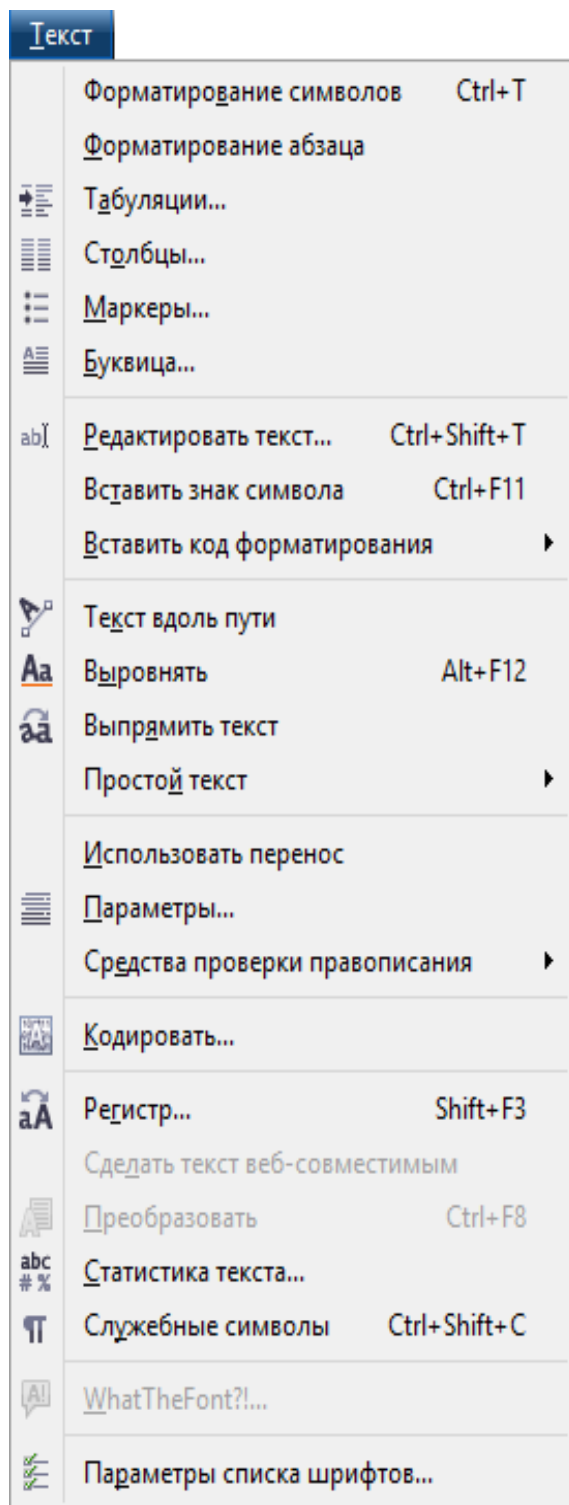 Текст
Форматирование символов Ctrl+T
Форматирование абзаца
Табуляции...
Столбцы...
Маркеры...
Буквица...
Редактировать текст... Ctrl+Shift+T
Вставить знак символа Ctrl+F11
Вставить код форматирования
Текст вдоль пути
Выровнять Alt+F12
Выпрямить текст
Простой текст
Использовать перенос
Параметры...
Средства проверки правописания
Кодировать...
Регистр... Shift+F3
Сделать текст веб-совместимым
Преобразовать Ctrl+F8
Статистика текста...
Служебные символы Ctrl+Shift+C
WhatTheFont?!...
Параметры списка шрифтов...